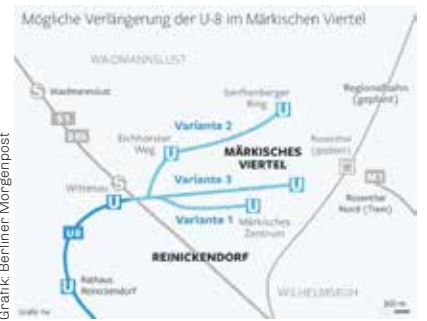 Mögliche Verlängerung der U-8 im Märkischen Viertel
WAIDMANNSLUST
Waidmannslust
Senftenberger
Ring
Regionalbahn
(geplant)
Variante 2
Eichhorster
Weg
MÄRKISCHES
VIERTEL
Rosenthal
(geplant)
Wittenau
Variante 3
Variante 1
Märkisches
Zentrum
Rosenthal
Nord (Tram)
U8
REINICKENDORF
Rathaus
Reinickendorf
WILHELMSRUH
Grafik: Berliner Morgenpost